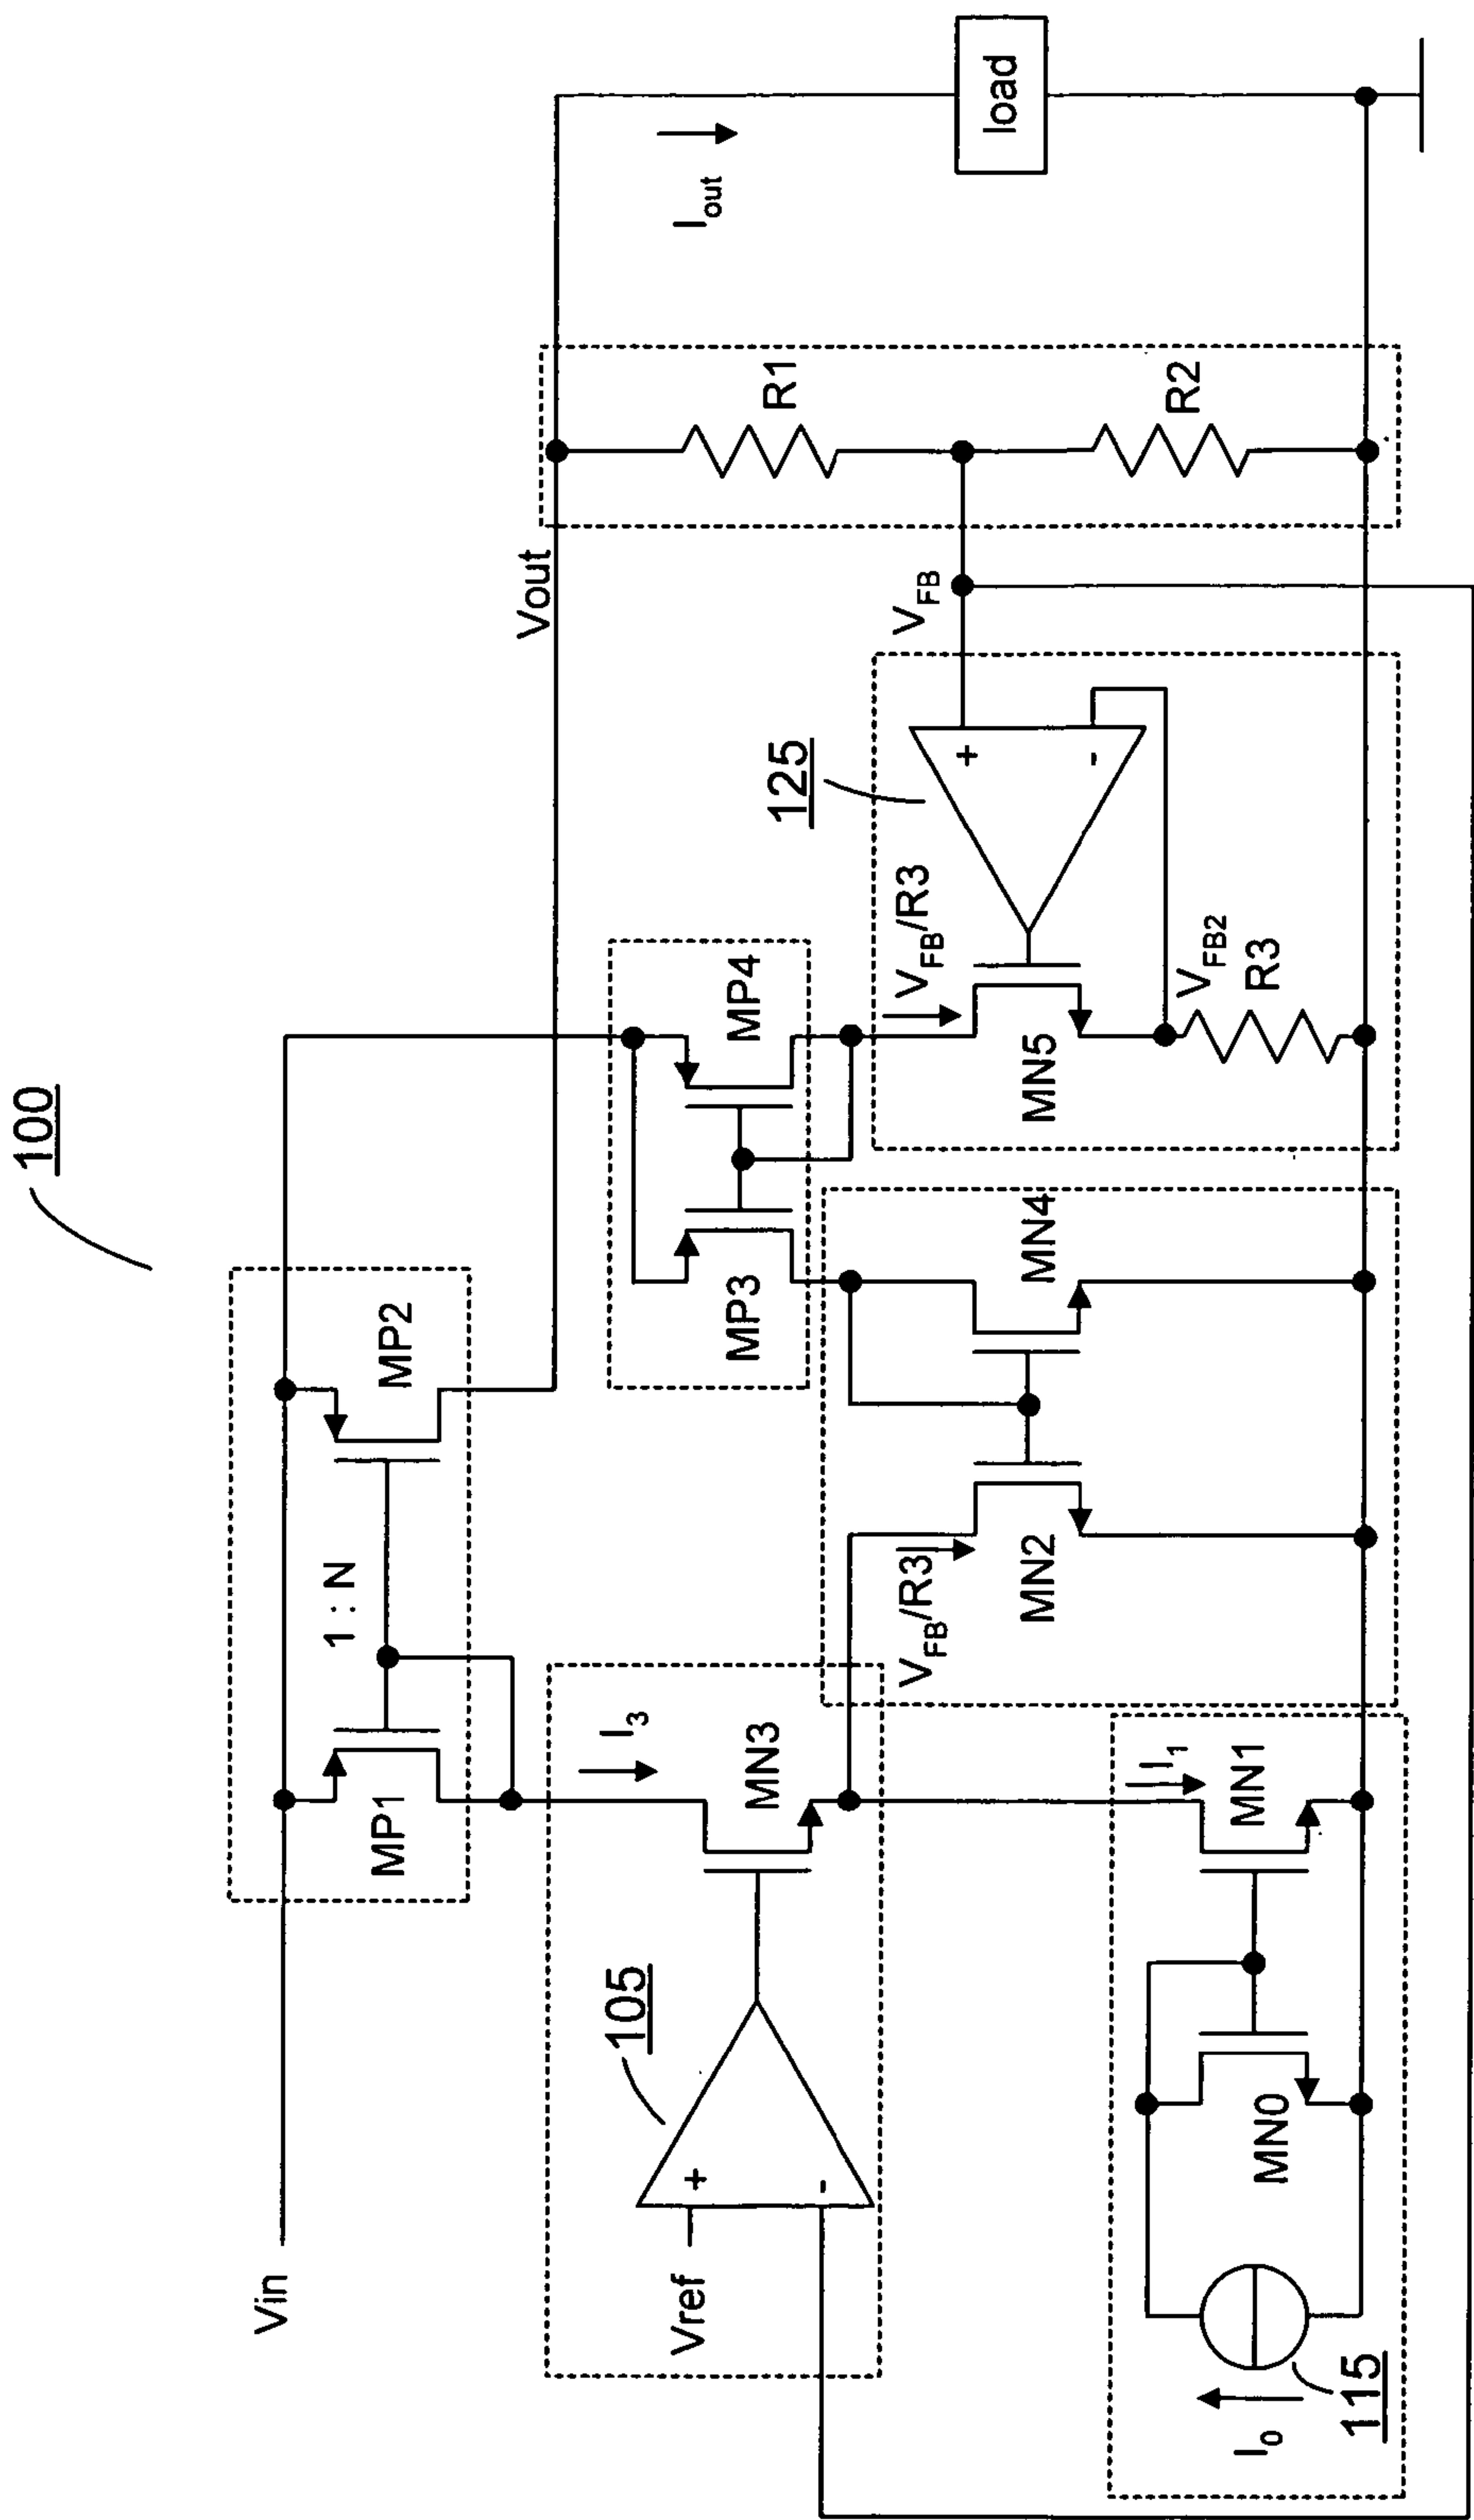 100
Vin
MP1
1 : N
MP2
Vout
I3
MN3
105
Vref
+
-
MP3
MP4
VFB/R3
MN2
MN4
VFB/R3
MN5
125
+
-
VFB
VFB2
R3
R1
R2
Iout
load
I0
115
MN0
I1
MN1